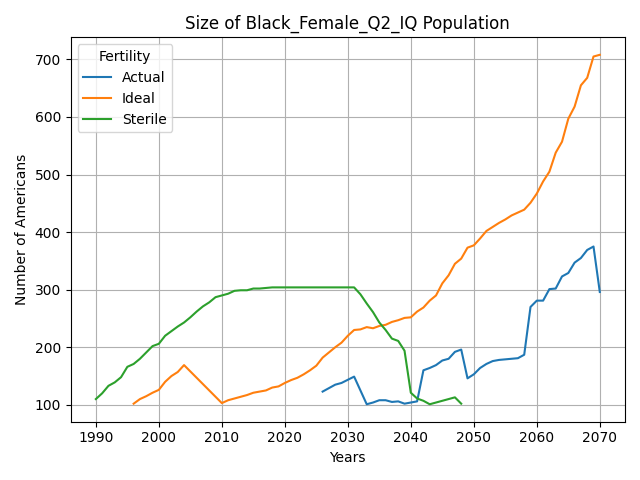 Size of Black_Female_Q2_IQ Population
Number of Americans
700
600
500
400
300
200
100
Fertility
Actual
Ideal
Sterile
1990 2000 2010 2020 2030 2040 2050 2060 2070
Years